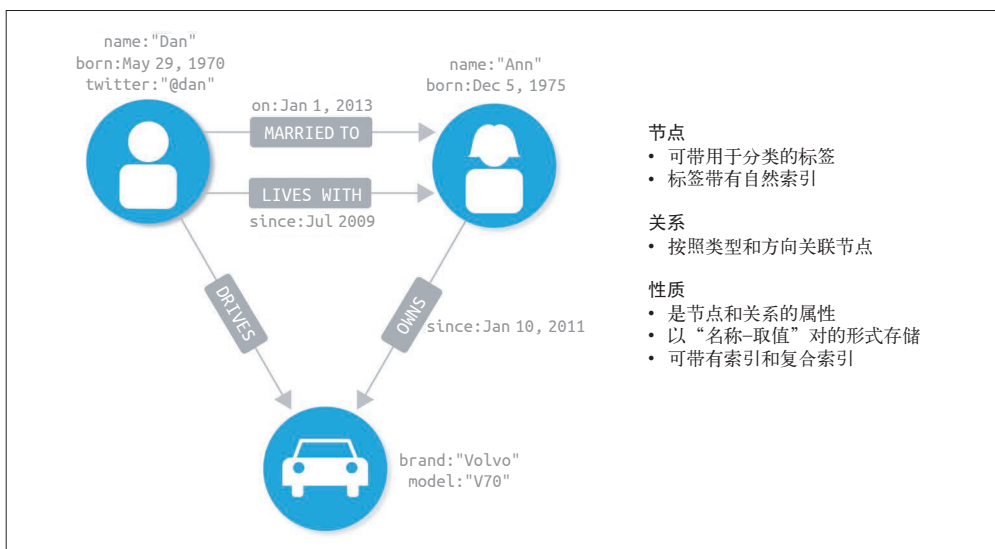 name:"Dan"
born:May 29, 1970
twitter:"@dan"
name:"Ann"
born:Dec 5, 1975
on:Jan 1, 2013
MARRIED TO
LIVES WITH
since:Jul 2009
DRIVES
OWNS
since:Jan 10, 2011
brand:"Volvo"
model:"V70"
节点
• 可带用于分类的标签
• 标签带有自然索引
关系
• 按照类型和方向关联节点
性质
• 是节点和关系的属性
• 以“名称–取值”对的形式存储
• 可带有索引和复合索引